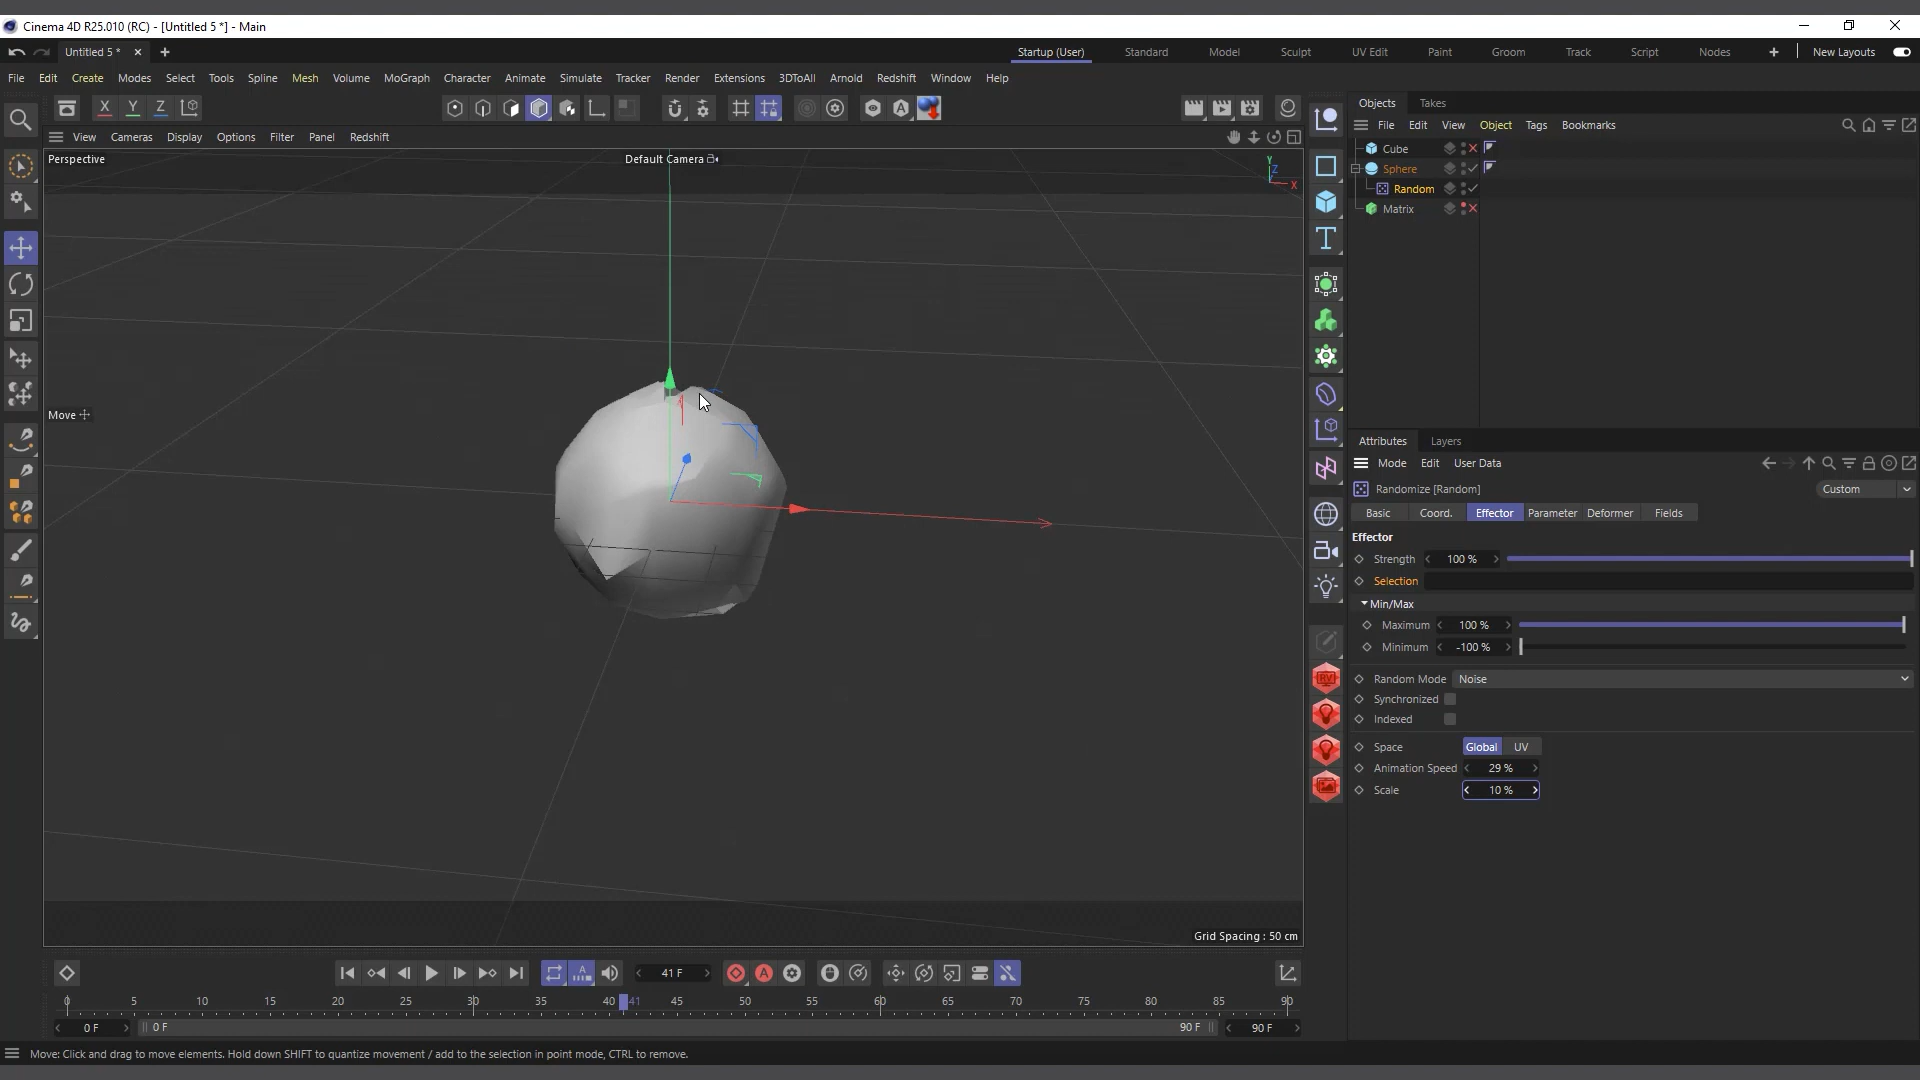 Cinema 4D R25.010 (RC) - [Untitled 5 *] - Main
Untitled 5 *
Startup (User) Standard Model Sculpt UV Edit Paint Groom Track Script Nodes New Layouts
File Edit Create Modes Select Tools Spline Mesh Volume MoGraph Character Animate Simulate Tracker Render Extensions 3DToAll Arnold Redshift Window Help
X Y Z
Objects Takes
File Edit View Object Tags Bookmarks
View Cameras Display Options Filter Panel Redshift
Perspective
Default Camera
Y
Z
X
Cube
Sphere
Random
Matrix
Move
Attributes Layers
Mode Edit User Data
Randomize [Random]
Custom
Basic Coord. Effector Parameter Deformer Fields
Effector
Strength 100 %
Selection
Min/Max
Maximum 100 %
Minimum -100 %
Random Mode Noise
Synchronized
Indexed
Space Global UV
Animation Speed 29 %
Scale 10 %
RV
Grid Spacing : 50 cm
41 F
0 5 10 15 20 25 30 35 40 41 45 50 55 60 65 70 75 80 85 90
0 F 0 F 90 F 90 F
Move: Click and drag to move elements. Hold down SHIFT to quantize movement / add to the selection in point mode, CTRL to remove.